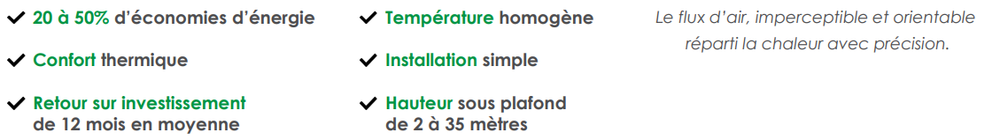 20 à 50% d’économies d’énergie
Confort thermique
Retour sur investissement
de 12 mois en moyenne
Température homogène
Installation simple
Hauteur sous plafond
de 2 à 35 mètres
Le flux d’air, imperceptible et orientable
réparti la chaleur avec précision.